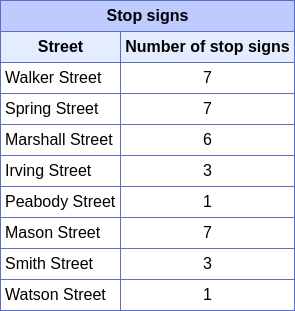 Stop signs
Street Number of stop signs
Walker Street 7
Spring Street 7
Marshall Street 6
Irving Street 3
Peabody Street 1
Mason Street 7
Smith Street 3
Watson Street 1